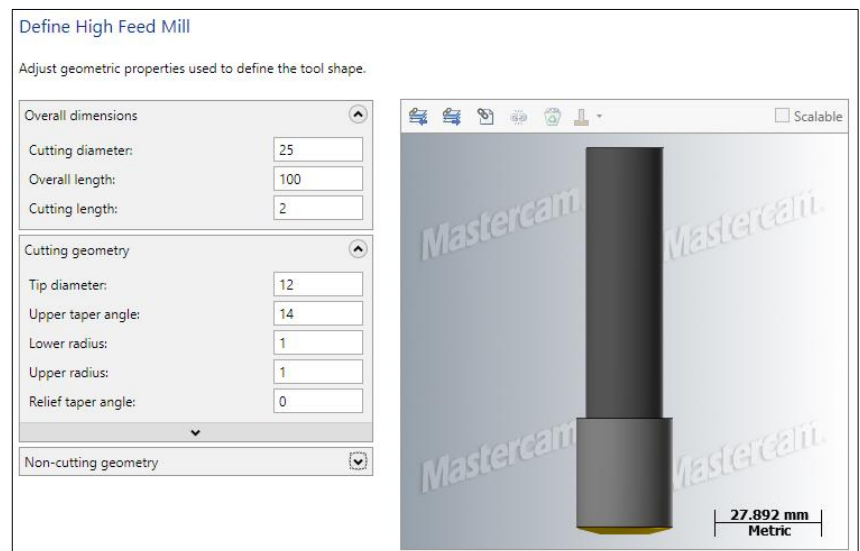 Define High Feed Mill
Adjust geometric properties used to define the tool shape.
Overall dimensions
Cutting diameter: 25
Overall length: 100
Cutting length: 2
Cutting geometry
Tip diameter: 12
Upper taper angle: 14
Lower radius: 1
Upper radius: 1
Relief taper angle: 0
Non-cutting geometry
Scalable
Mastercam
Mastercam.
Mastercam
Mastercam.
27.892 mm
Metric